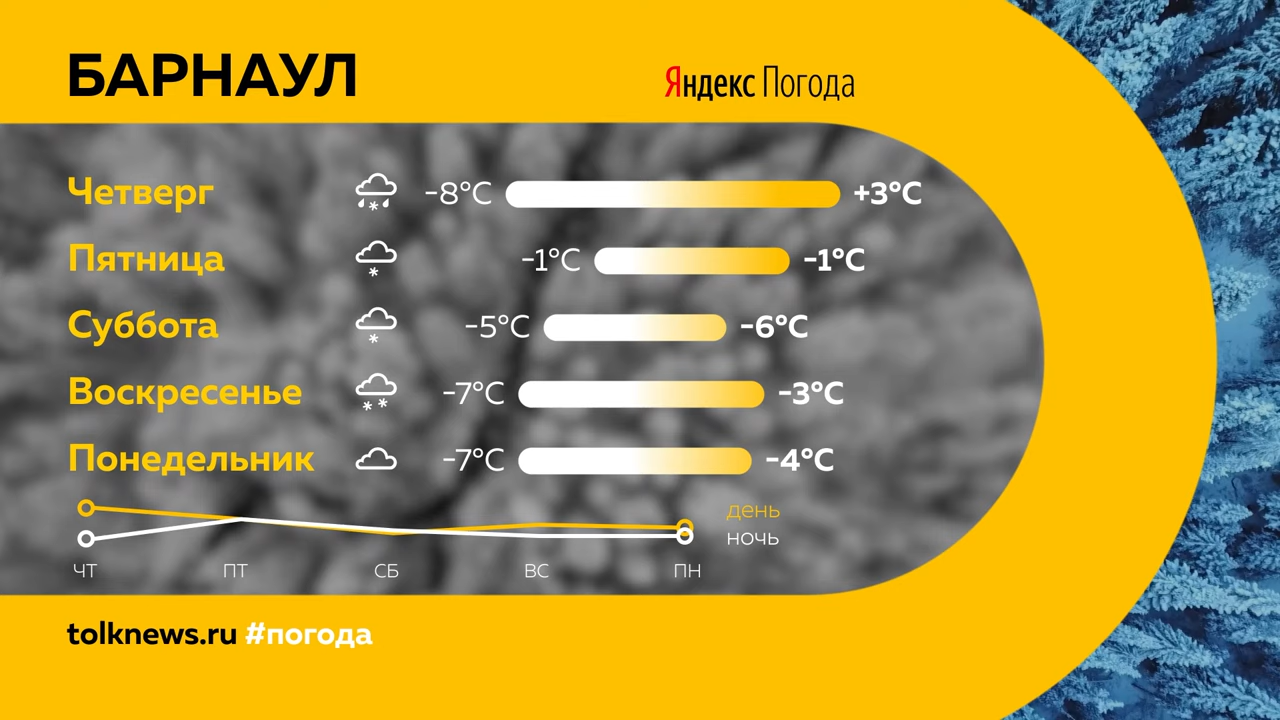 БАРНАУЛ
Яндекс Погода
Четверг -8°C +3°C
Пятница -1°C -1°C
Суббота -5°C -6°C
Воскресенье -7°C -3°C
Понедельник -7°C -4°C
день
ночь
ЧТ ПТ СБ ВС ПН
tolknews.ru #погода